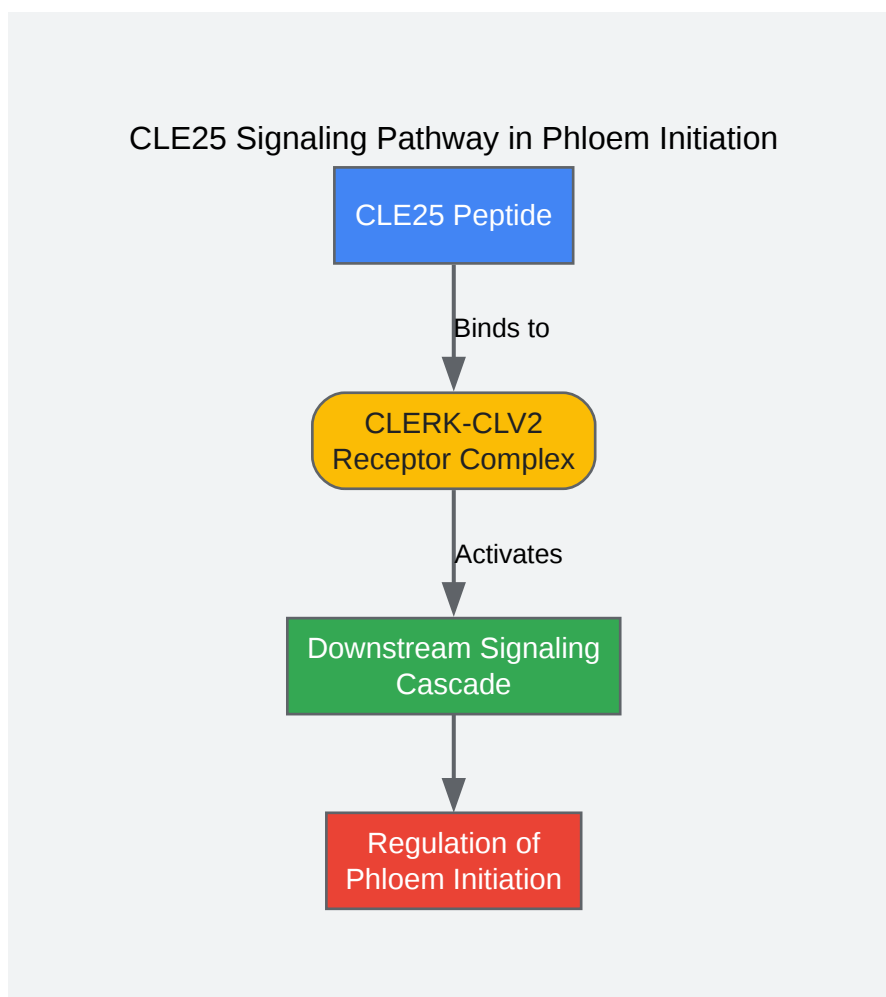 CLE25 Signaling Pathway in Phloem Initiation
CLE25 Peptide
Binds to
CLERK-CLV2
Receptor Complex
Activates
Downstream Signaling
Cascade
Regulation of
Phloem Initiation